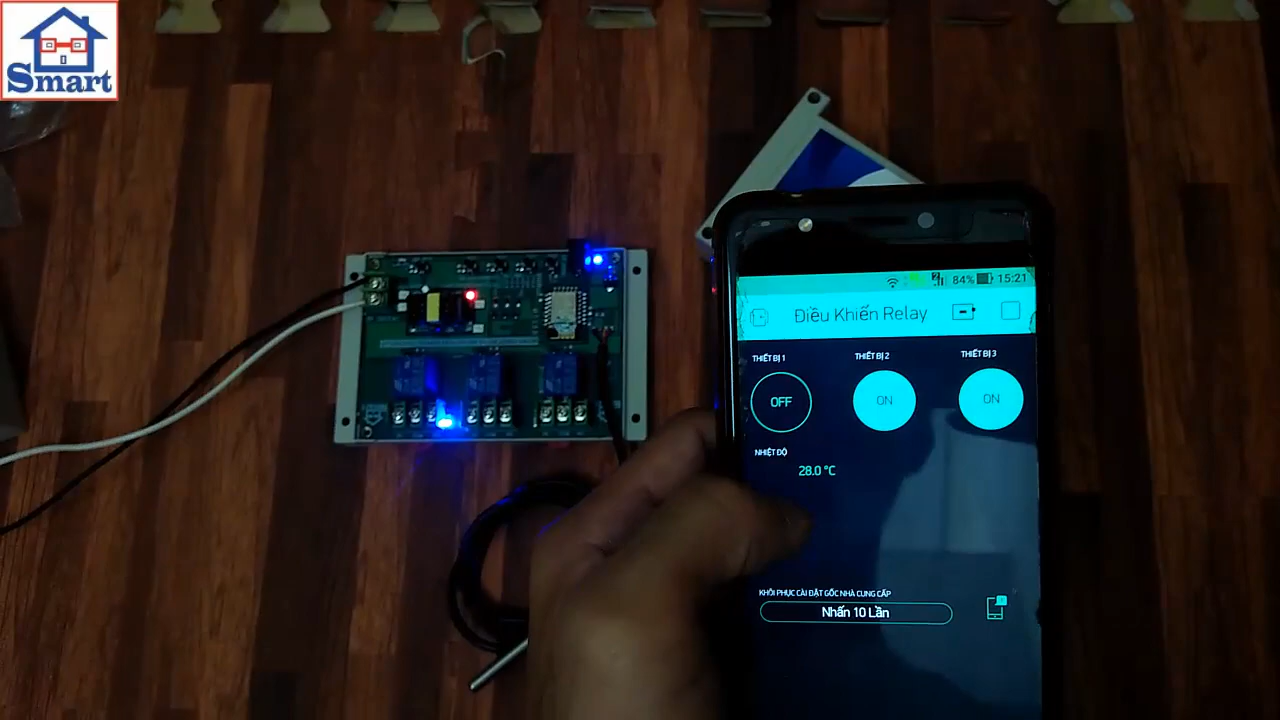 Smart
84% 15:21
Điều Khiển Relay
THIẾT BỊ 1 THIẾT BỊ 2 THIẾT BỊ 3
OFF ON ON
NHIỆT ĐỘ
28.0 °C
KHÔI PHỤC CÀI ĐẶT GỐC NHÀ CUNG CẤP
Nhấn 10 Lần